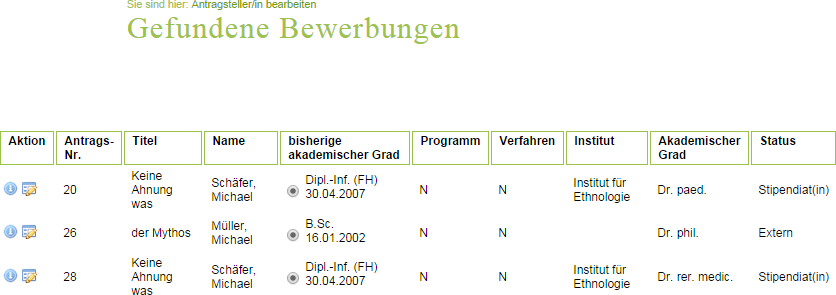 Sie sind hier: Antragsteller/in bearbeiten
Gefundene Bewerbungen
Aktion Antrags-Nr. Titel Name bisherige akademischer Grad Programm Verfahren Institut Akademischer Grad Status
20 Keine Ahnung was Schäfer, Michael Dipl.-Inf. (FH) 30.04.2007 N N Institut für Ethnologie Dr. paed. Stipendiat(in)
26 der Mythos Müller, Michael B.Sc. 16.01.2002 N N Dr. phil. Extern
28 Keine Ahnung was Schäfer, Michael Dipl.-Inf. (FH) 30.04.2007 N N Institut für Ethnologie Dr. rer. medic. Stipendiat(in)